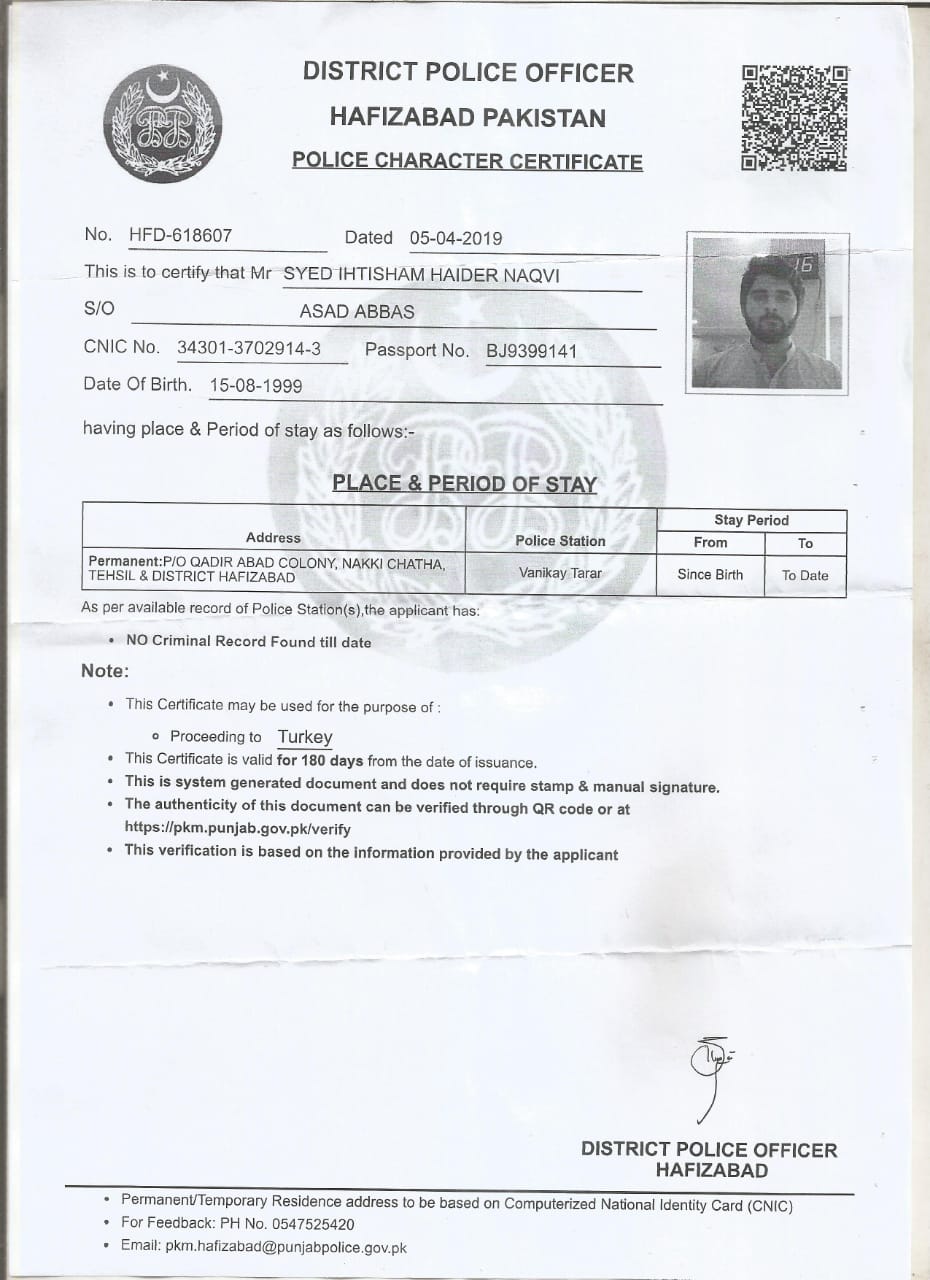 DISTRICT POLICE OFFICER
HAFIZABAD PAKISTAN
POLICE CHARACTER CERTIFICATE
No. HFD-618607 Dated 05-04-2019
This is to certify that Mr SYED IHTISHAM HAIDER NAQVI
S/O ASAD ABBAS
CNIC No. 34301-3702914-3 Passport No. BJ9399141
Date Of Birth. 15-08-1999
16
having place & Period of stay as follows:-
PLACE & PERIOD OF STAY
Address Police Station Stay Period
From To
Permanent:P/O QADIR ABAD COLONY, NAKKI CHATHA,
TEHSIL & DISTRICT HAFIZABAD
Vanikay Tarar Since Birth To Date
As per available record of Police Station(s),the applicant has:
• NO Criminal Record Found till date
Note:
• This Certificate may be used for the purpose of :
o Proceeding to Turkey
• This Certificate is valid for 180 days from the date of issuance.
• This is system generated document and does not require stamp & manual signature.
• The authenticity of this document can be verified through QR code or at
https://pkm.punjab.gov.pk/verify
• This verification is based on the information provided by the applicant
DISTRICT POLICE OFFICER
HAFIZABAD
• Permanent/Temporary Residence address to be based on Computerized National Identity Card (CNIC)
• For Feedback: PH No. 0547525420
• Email: pkm.hafizabad@punjabpolice.gov.pk